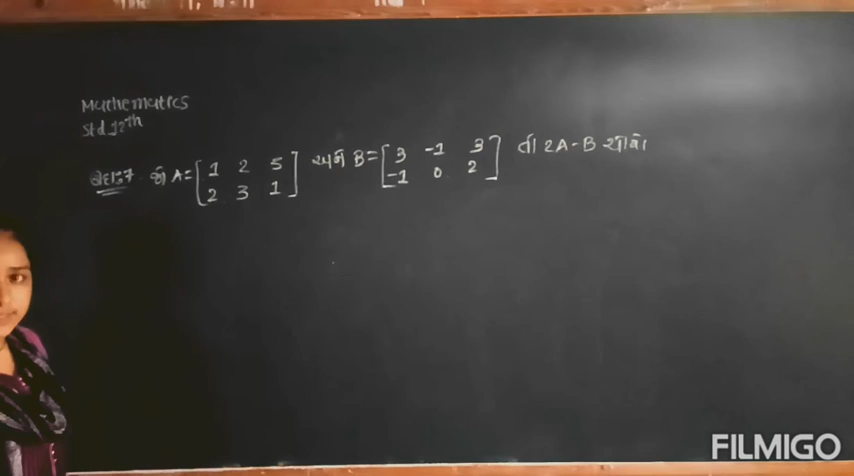 Mathematics
Std 12th
ઉદા:7 જો A = [ 1 2 5 અને B = [ 3 -1 3 તો 2A - B શોધો
2 3 1 ] -1 0 2 ]
FILMIGO